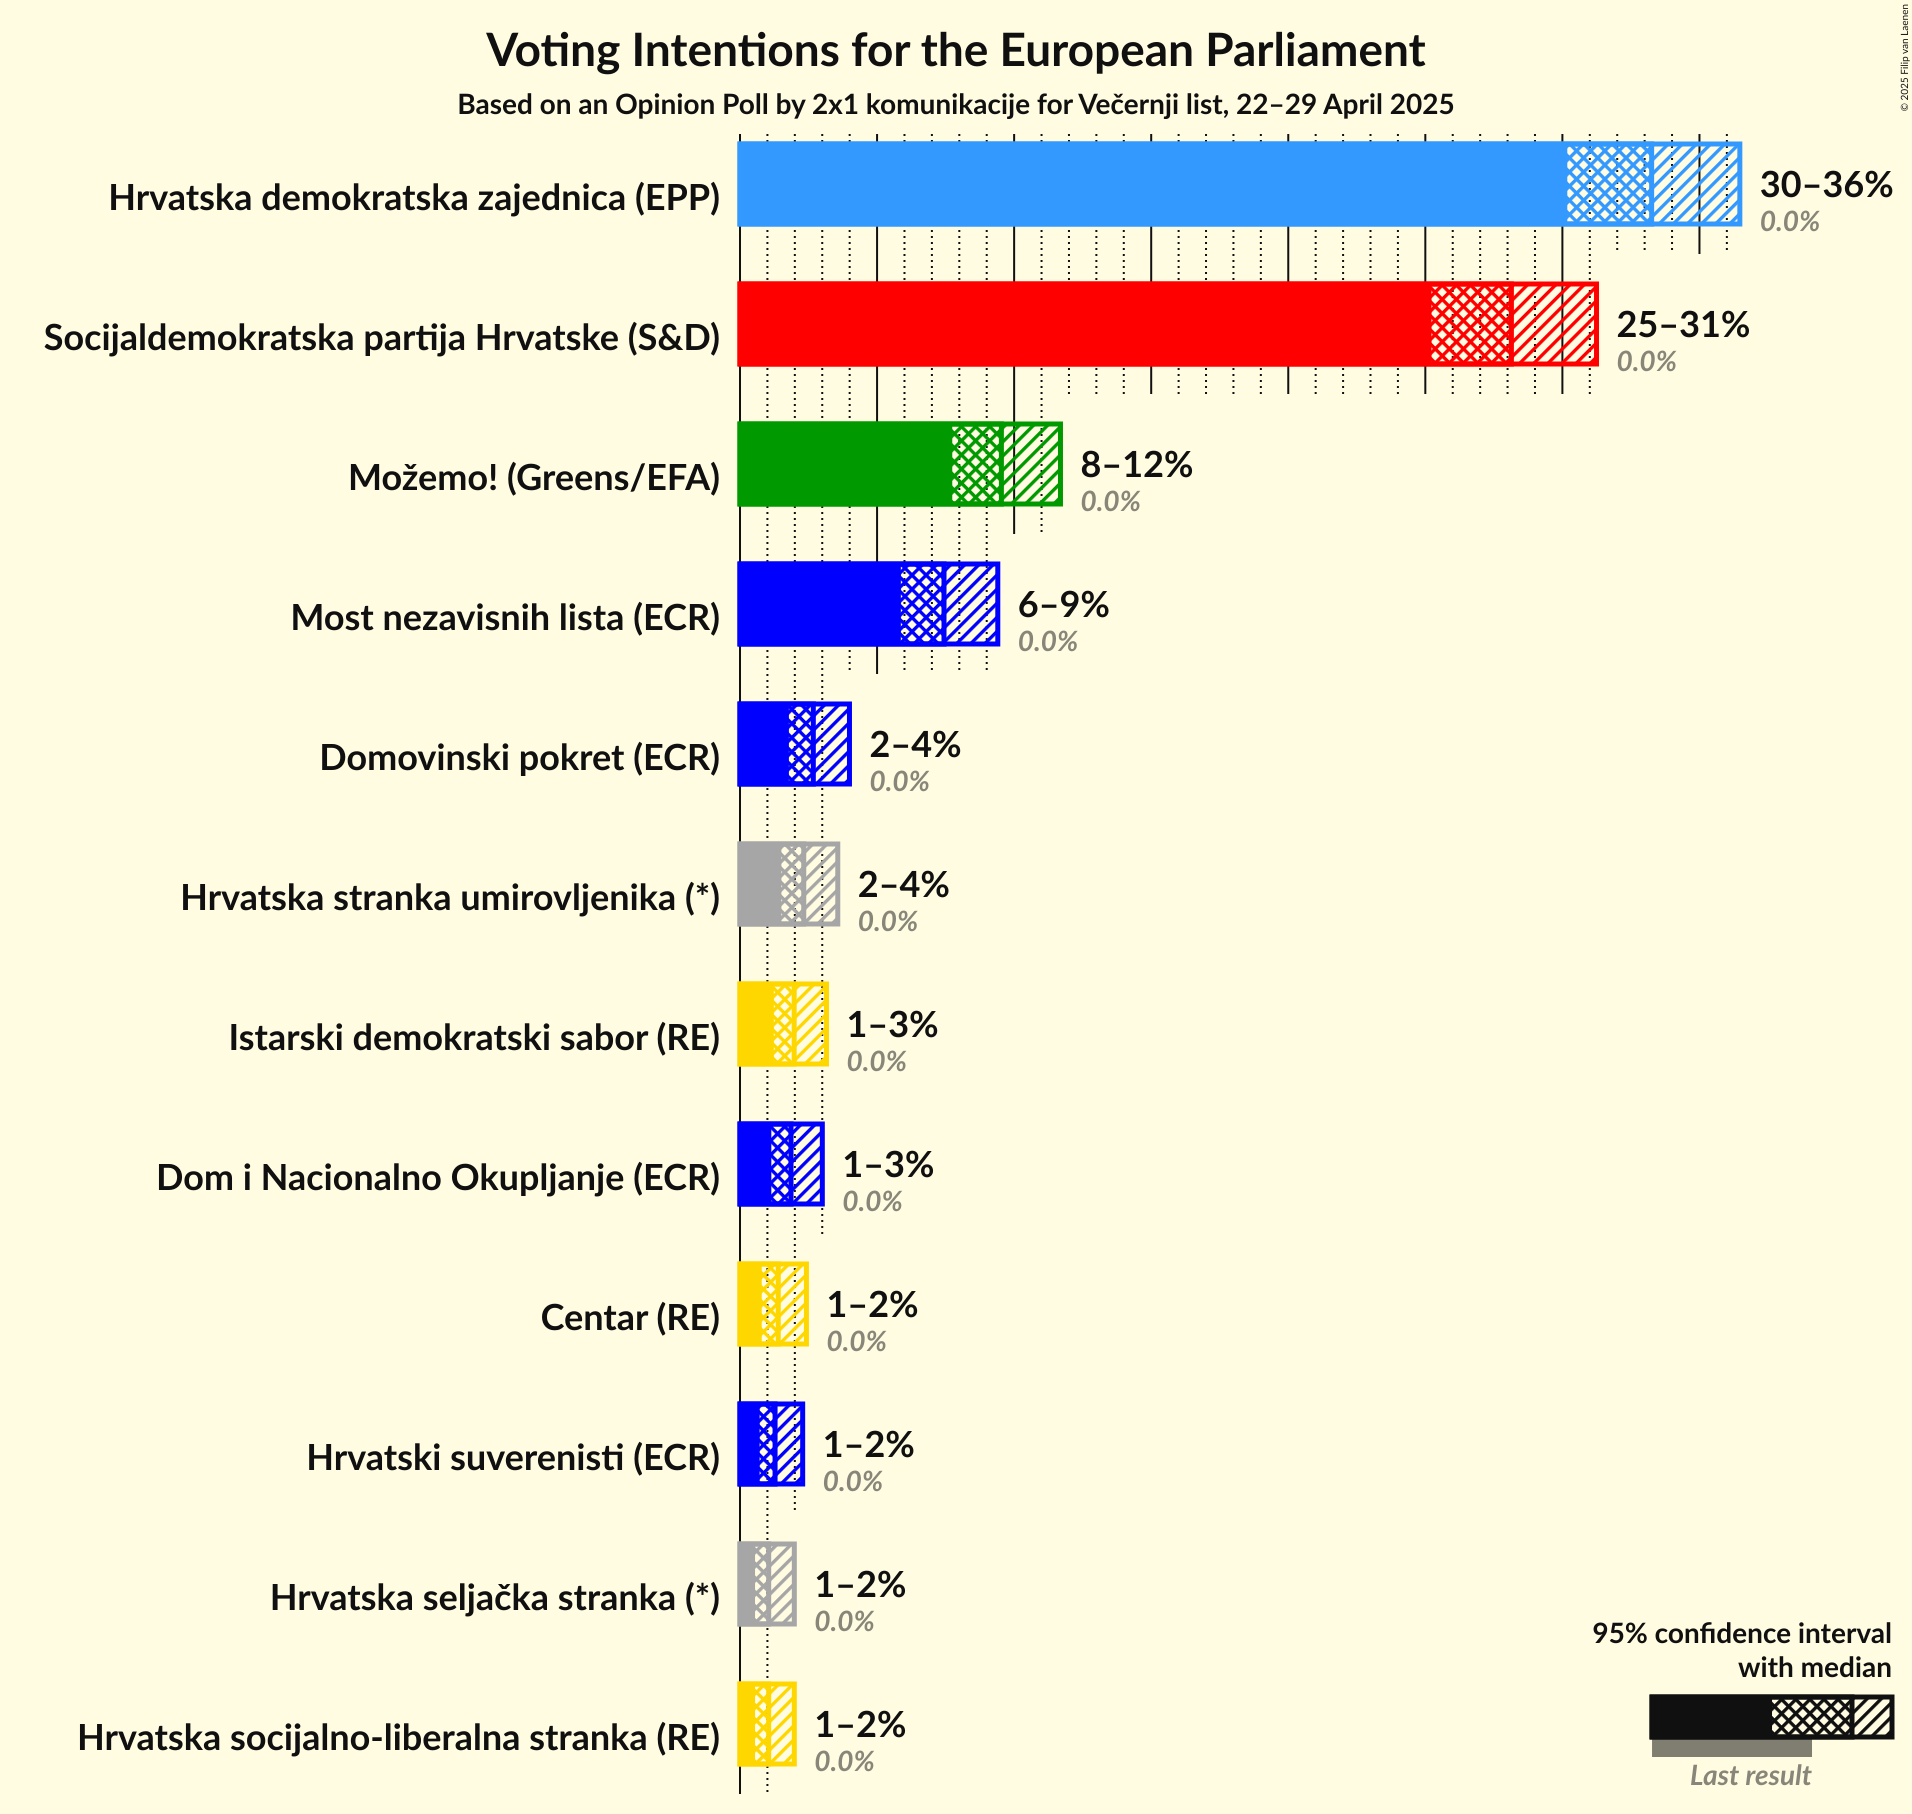 Voting Intentions for the European Parliament
Based on an Opinion Poll by 2x1 komunikacije for Večernji list, 22–29 April 2025
© 2025 Filip van Laenen
Hrvatska demokratska zajednica (EPP)
30–36%
0.0%
Socijaldemokratska partija Hrvatske (S&D)
25–31%
0.0%
Možemo! (Greens/EFA)
8–12%
0.0%
Most nezavisnih lista (ECR)
6–9%
0.0%
Domovinski pokret (ECR)
2–4%
0.0%
Hrvatska stranka umirovljenika (*)
2–4%
0.0%
Istarski demokratski sabor (RE)
1–3%
0.0%
Dom i Nacionalno Okupljanje (ECR)
1–3%
0.0%
Centar (RE)
1–2%
0.0%
Hrvatski suverenisti (ECR)
1–2%
0.0%
Hrvatska seljačka stranka (*)
1–2%
0.0%
Hrvatska socijalno-liberalna stranka (RE)
1–2%
0.0%
95% confidence interval
with median
Last result